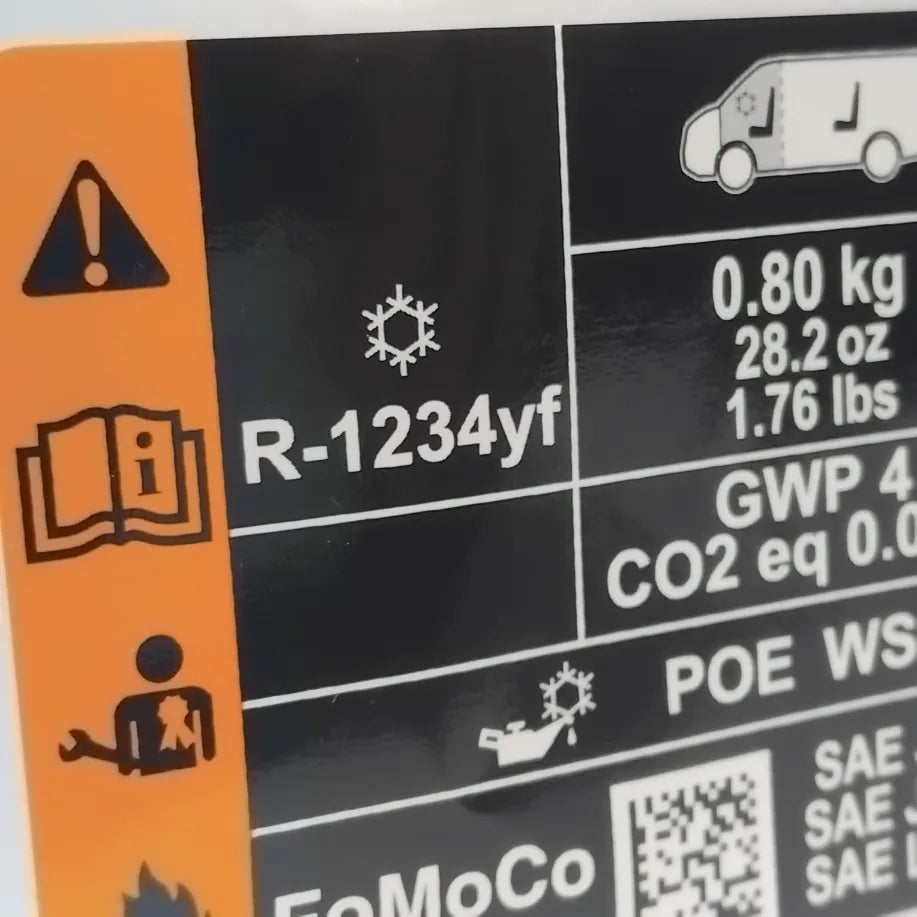 0.80 kg
28.2 oz
1.76 lbs
R-1234yf
GWP 4
CO2 eq 0.0
POE WS
SAE
SAE
SAE
FoMoCo